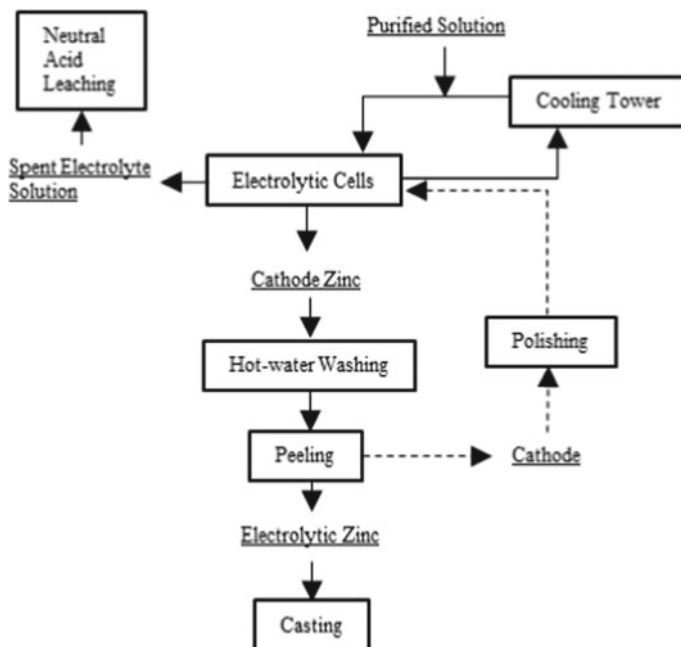 Neutral
Acid
Leaching
Purified Solution
Cooling Tower
Spent Electrolyte
Solution
Electrolytic Cells
Cathode Zinc
Hot-water Washing
Polishing
Peeling
Cathode
Electrolytic Zinc
Casting